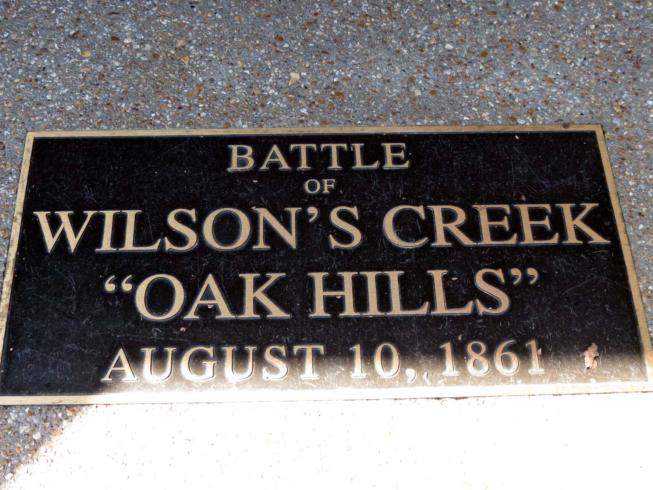 BATTLE
OF
WILSON'S CREEK
“OAK HILLS”
AUGUST 10, 1861